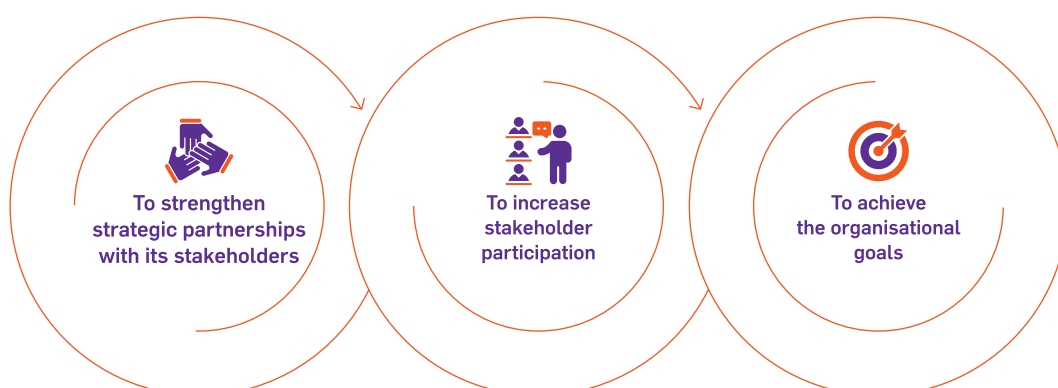 To strengthen
strategic partnerships
with its stakeholders
To increase
stakeholder
participation
To achieve
the organisational
goals